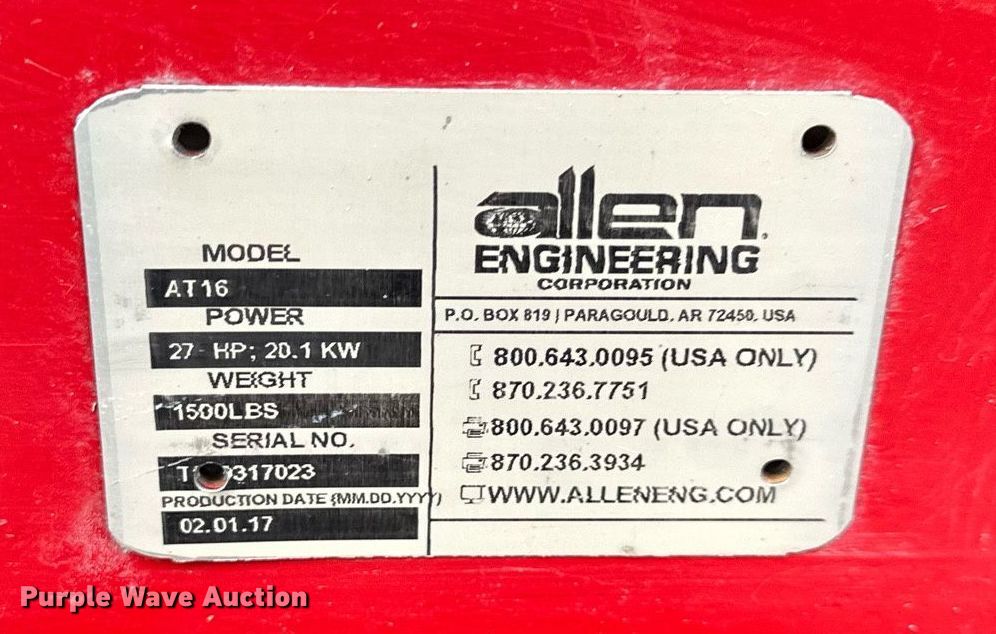 MODEL
AT16
POWER
27 HP; 20.1 KW
WEIGHT
1500LBS
SERIAL NO.
PRODUCTION DATE (MM.DD.YYYY)
02.01.17
allen
ENGINEERING
CORPORATION
P.O. BOX 819 | PARAGOULD, AR 72450, USA
800.643.0095 (USA ONLY)
870.236.7751
800.643.0097 (USA ONLY)
870.236.3934
WWW.ALLENENG.COM
Purple Wave Auction